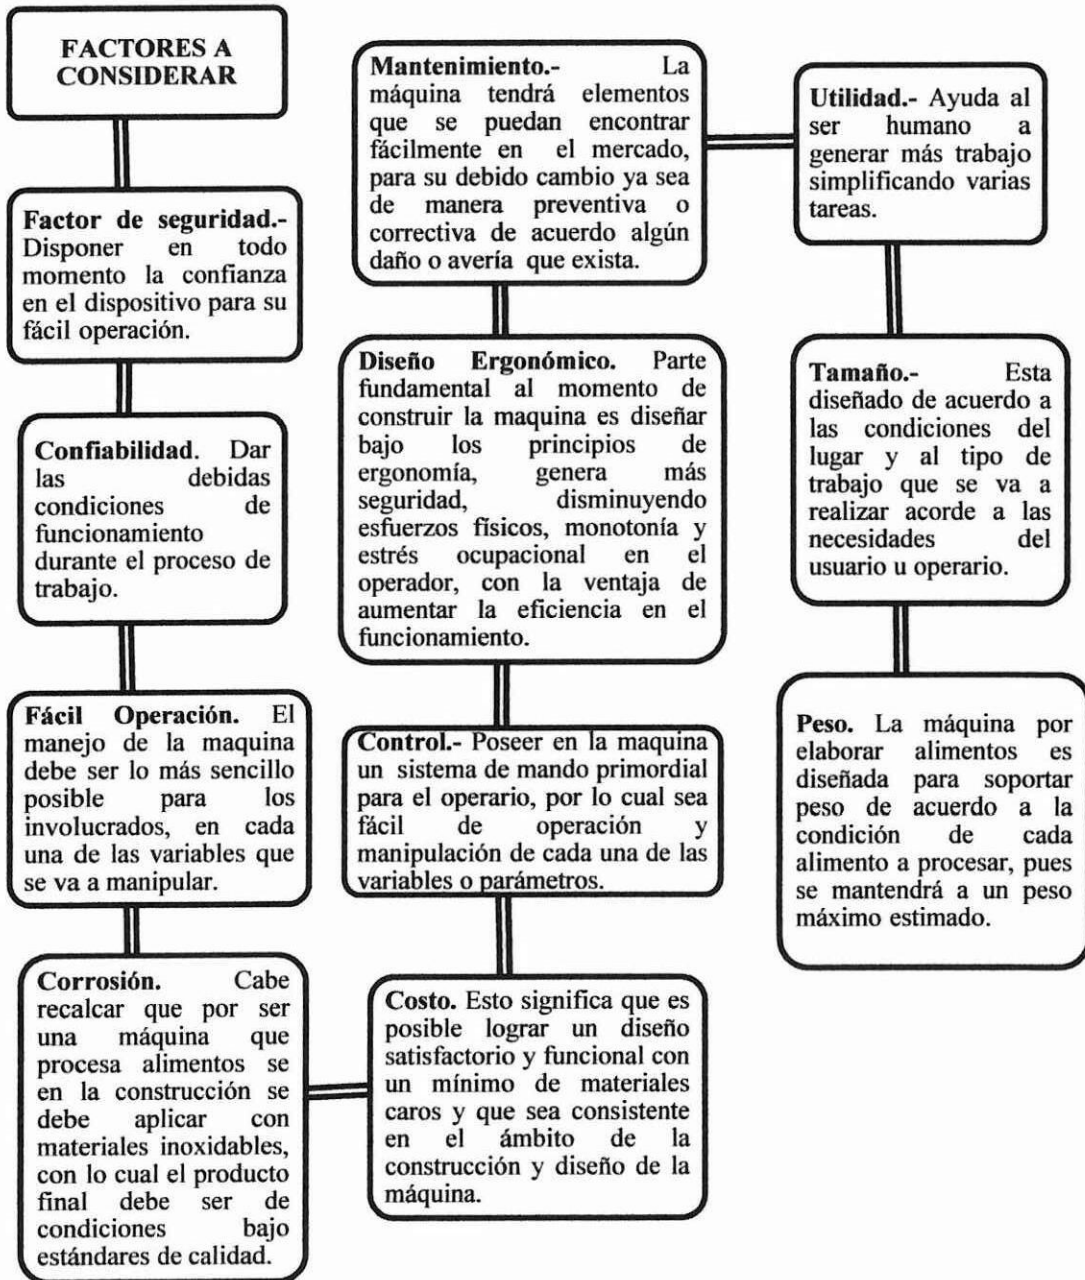 FACTORES A
CONSIDERAR
Factor de seguridad.-
Disponer en todo
momento la confianza
en el dispositivo para su
fácil operación.
Confiabilidad. Dar
las debidas
condiciones de
funcionamiento
durante el proceso de
trabajo.
Fácil Operación. El
manejo de la maquina
debe ser lo más sencillo
posible para los
involucrados, en cada
una de las variables que
se va a manipular.
Corrosión. Cabe
recalcar que por ser
una máquina que
procesa alimentos se
en la construcción se
debe aplicar con
materiales inoxidables,
con lo cual el producto
final debe ser de
condiciones bajo
estándares de calidad.
Costo. Esto significa que es
posible lograr un diseño
satisfactorio y funcional con
un mínimo de materiales
caros y que sea consistente
en el ámbito de la
construcción y diseño de la
máquina.
Control.- Poseer en la maquina
un sistema de mando primordial
para el operario, por lo cual sea
fácil de operación y
manipulación de cada una de las
variables o parámetros.
Diseño Ergonómico. Parte
fundamental al momento de
construir la maquina es diseñar
bajo los principios de
ergonomía, genera más
seguridad, disminuyendo
esfuerzos físicos, monotonía y
estrés ocupacional en el
operador, con la ventaja de
aumentar la eficiencia en el
funcionamiento.
Mantenimiento.- La
máquina tendrá elementos
que se puedan encontrar
fácilmente en el mercado,
para su debido cambio ya sea
de manera preventiva o
correctiva de acuerdo algún
daño o avería que exista.
Utilidad.- Ayuda al
ser humano a
generar más trabajo
simplificando varias
tareas.
Tamaño.- Esta
diseñado de acuerdo a
las condiciones del
lugar y al tipo de
trabajo que se va a
realizar acorde a las
necesidades del
usuario u operario.
Peso. La máquina por
elaborar alimentos es
diseñada para soportar
peso de acuerdo a la
condición de cada
alimento a procesar, pues
se mantendrá a un peso
máximo estimado.